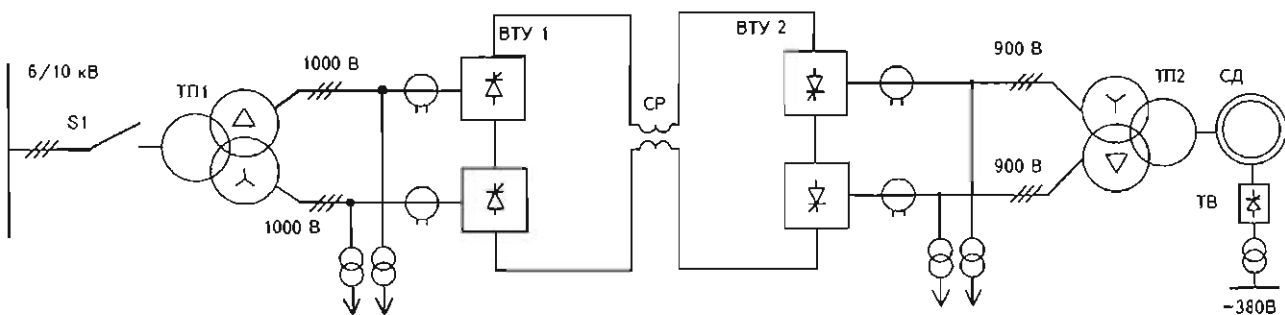 6/10 кВ
S1
ТП1
1000 В
1000 В
ВТУ 1
СР
ВТУ 2
900 В
900 В
ТП2
СД
ТВ
~380В